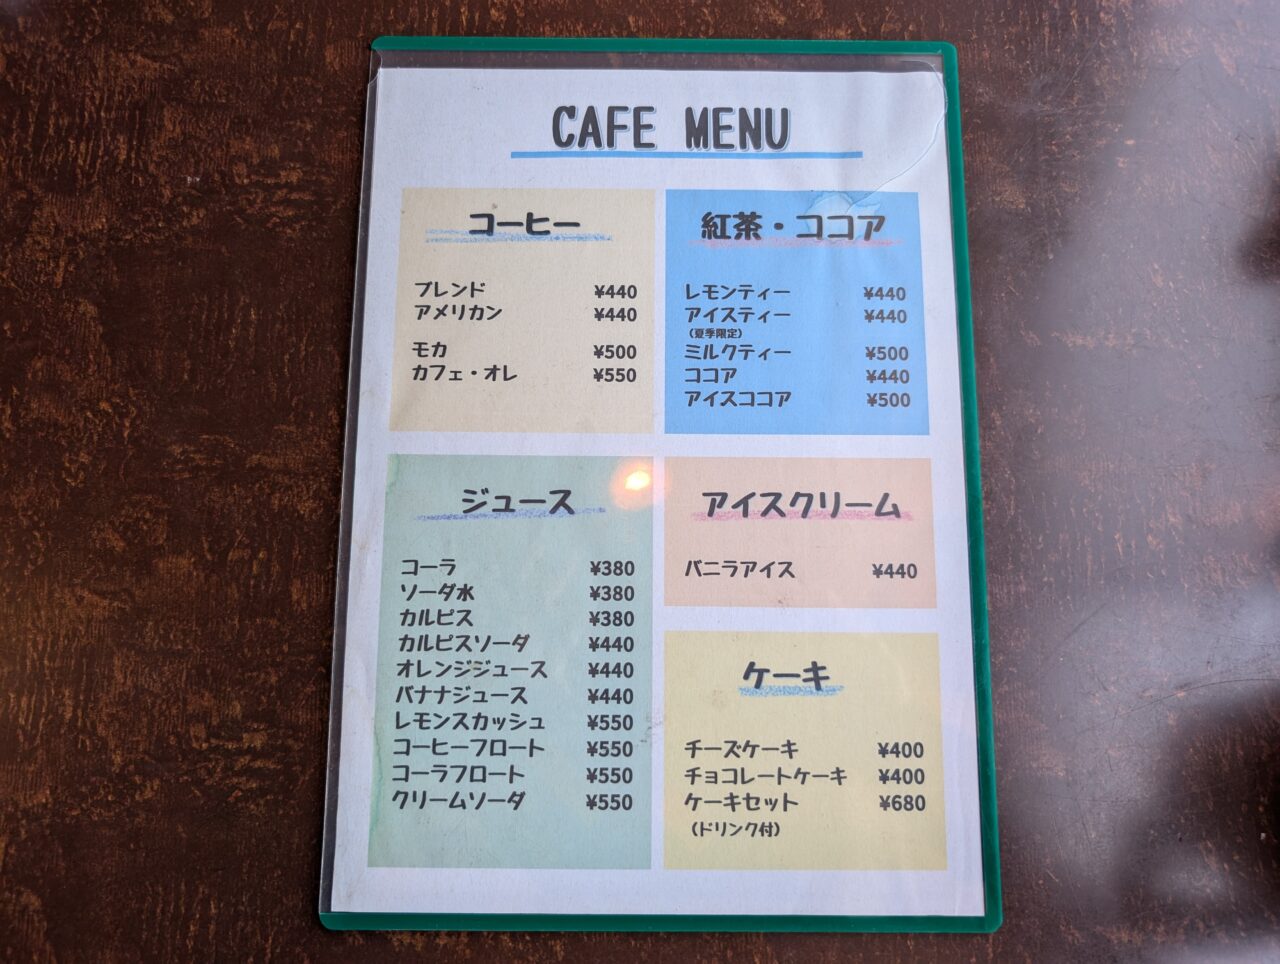 CAFE MENU
コーヒー
ブレンド ¥440
アメリカン ¥440
モカ ¥500
カフェ・オレ ¥550
紅茶・ココア
レモンティー ¥440
アイスティー ¥440
(夏季限定)
ミルクティー ¥500
ココア ¥440
アイスココア ¥500
ジュース
コーラ ¥380
ソーダ水 ¥380
カルピス ¥380
カルピスソーダ ¥440
オレンジジュース ¥440
バナナジュース ¥440
レモンスカッシュ ¥550
コーヒーフロート ¥550
コーラフロート ¥550
クリームソーダ ¥550
アイスクリーム
バニラアイス ¥440
ケーキ
チーズケーキ ¥400
チョコレートケーキ ¥400
ケーキセット ¥680
(ドリンク付)